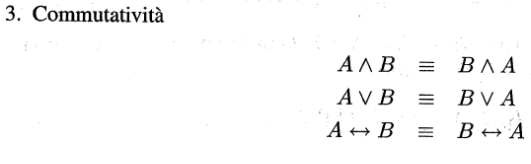 3. Commutatività
A ∧ B ≡ B ∧ A
A ∨ B ≡ B ∨ A
A ↔ B ≡ B ↔ A